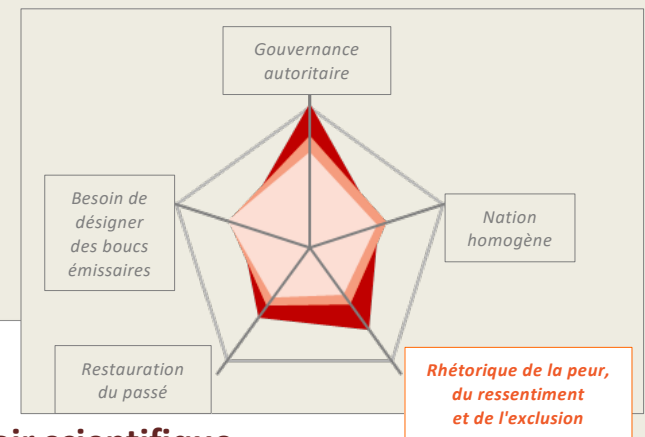 Gouvernance
autoritaire
Besoin de
désigner
des boucs
émissaires
Nation
homogène
Restauration
du passé
Rhétorique de la peur,
du ressentiment
et de l'exclusion
scientifique